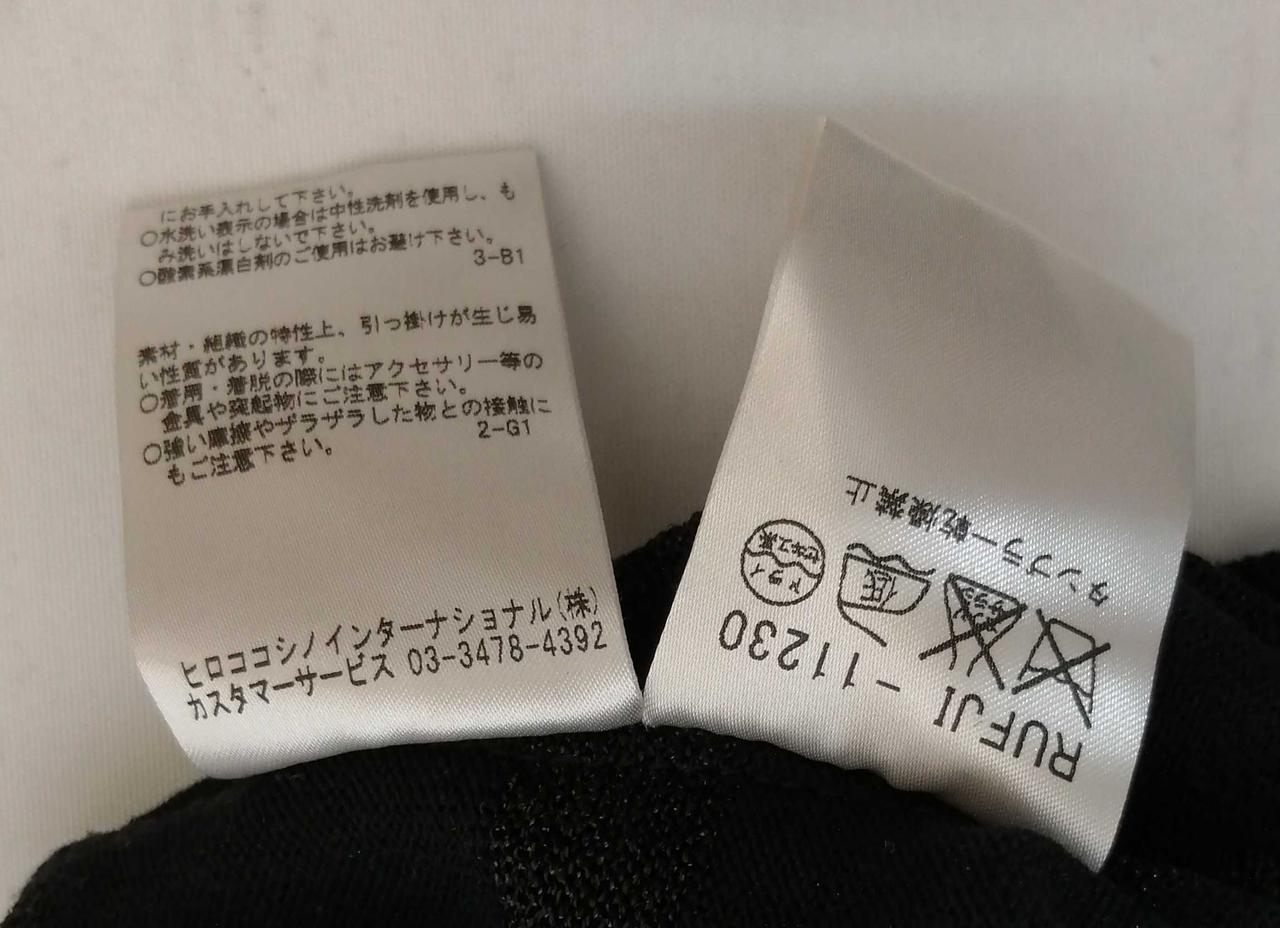 にお手入れして下さい。
○水洗い表示の場合は中性洗剤を使用し、も
み洗いはしないで下さい。
○酸素系漂白剤のご使用はお避け下さい。
3-B1
素材・組織の特性上、引っ掛けが生じ易
い性質があります。
○着用・着脱の際にはアクセサリー等の
金具や突起物にご注意下さい。
○強い摩擦やザラザラした物との接触に
もご注意下さい。
2-G1
ヒロココシノインターナショナル(株)
カスタマーサービス 03-3478-4392
RUFJI -11230
低
ドライ
セキユ系
タンブラー乾燥禁止